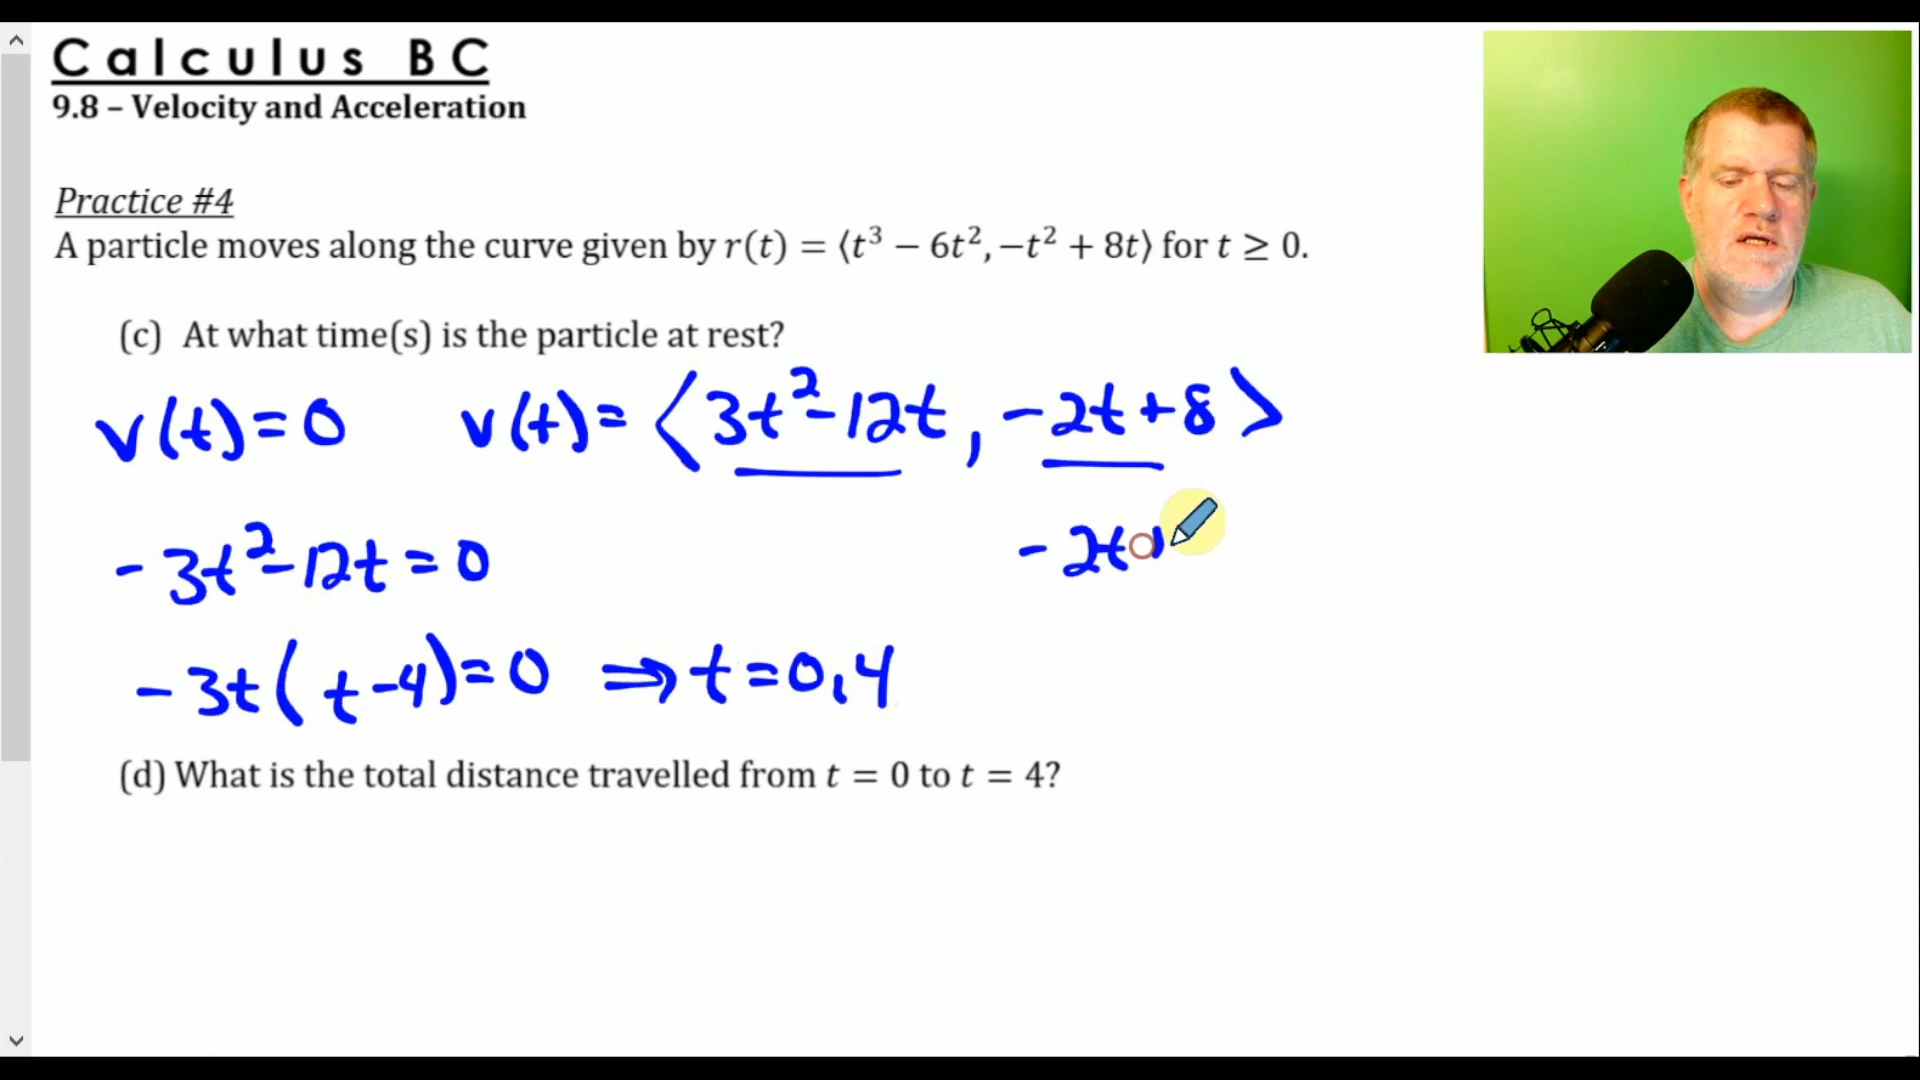 Calculus BC
9.8 – Velocity and Acceleration
Practice #4
A particle moves along the curve given by r(t) = ⟨t³ − 6t², −t² + 8t⟩ for t ≥ 0.
(c) At what time(s) is the particle at rest?
v(t)=0 v(t)=⟨3t²-12t, -2t+8⟩
-3t²-12t=0 -2t
-3t(t-4)=0 ⇒ t=0,4
(d) What is the total distance travelled from t = 0 to t = 4?